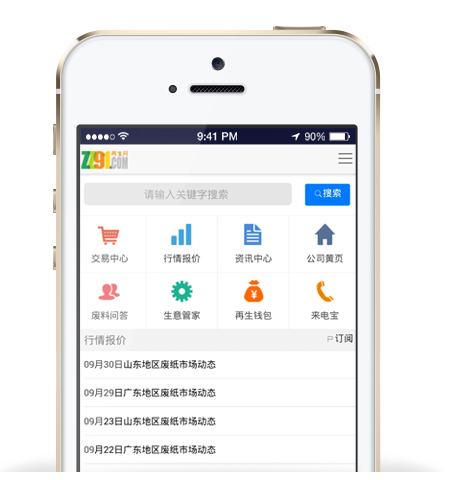 9:41 PM
90%
ZZ91.COM
再生网
请输入关键字搜索
搜索
交易中心 行情报价 资讯中心 公司黄页
废料问答 生意管家 再生钱包 来电宝
行情报价 订阅
09月30日山东地区废纸市场动态
09月29日广东地区废纸市场动态
09月23日山东地区废纸市场动态
09月22日广东地区废纸市场动态